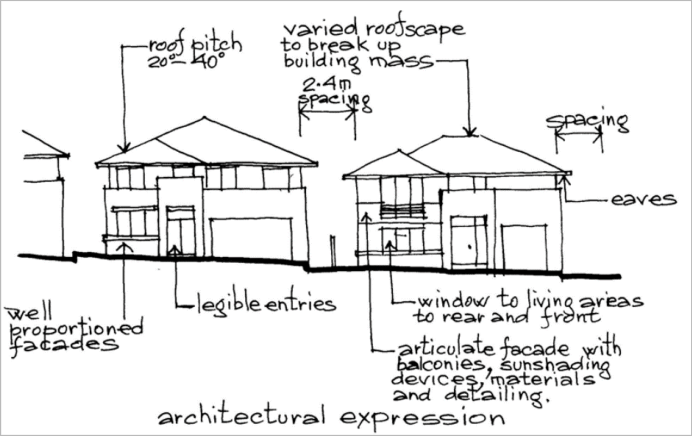 roof pitch
20°- 40°
varied roofscape
to break up
building mass
2.4m
spacing
spacing
eaves
well
proportioned
facades
legible entries
window to living areas
to rear and front
articulate facade with
balconies, sunshading
devices, materials
and detailing.
architectural expression